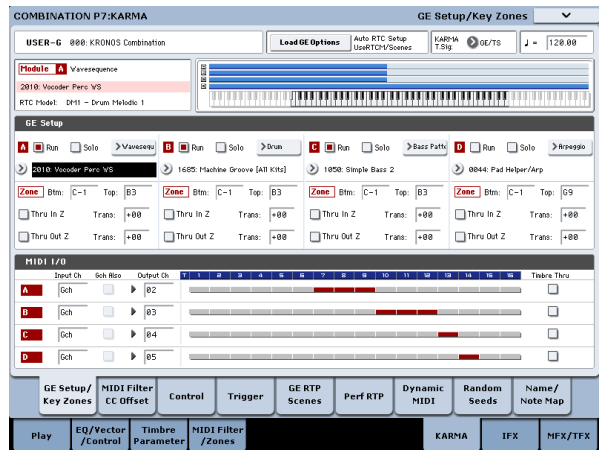 COMBINATION P7:KARMA GE Setup/Key Zones
USER-G 000: KRONOS Combination Load GE Options Auto RTC Setup UseRTCM/Scenes KARMA T.Sig: GE/TS ♩ = 120.00
Module A Wavesequence
2010: Vocoder Perc WS
RTC Model: DM1 - Drum Melodic 1
A
B
C
D
GE Setup
A Run Solo Wavesequ B Run Solo Drum C Run Solo Bass Patt D Run Solo Arpeggio
2010: Vocoder Perc WS 1685: Machine Groove [All Kits] 1050: Simple Bass 2 0044: Pad Helper/Arp
Zone Btm: C-1 Top: B3 Zone Btm: C-1 Top: B3 Zone Btm: C-1 Top: B3 Zone Btm: C-1 Top: G9
Thru In Z Trans: +00 Thru In Z Trans: +00 Thru In Z Trans: +00 Thru In Z Trans: +00
Thru Out Z Trans: +00 Thru Out Z Trans: +00 Thru Out Z Trans: +00 Thru Out Z Trans: +00
MIDI I/O
Input Ch Gch Also Output Ch T 1 2 3 4 5 6 7 8 9 10 11 12 13 14 15 16 Timbre Thru
A Gch 02
B Gch 03
C Gch 04
D Gch 05
GE Setup/ Key Zones MIDI Filter CC Offset Control Trigger GE RTP Scenes Perf RTP Dynamic MIDI Random Seeds Name/ Note Map
Play EQ/Vector /Control Timbre Parameter MIDI Filter /Zones KARMA IFX MFX/TFX